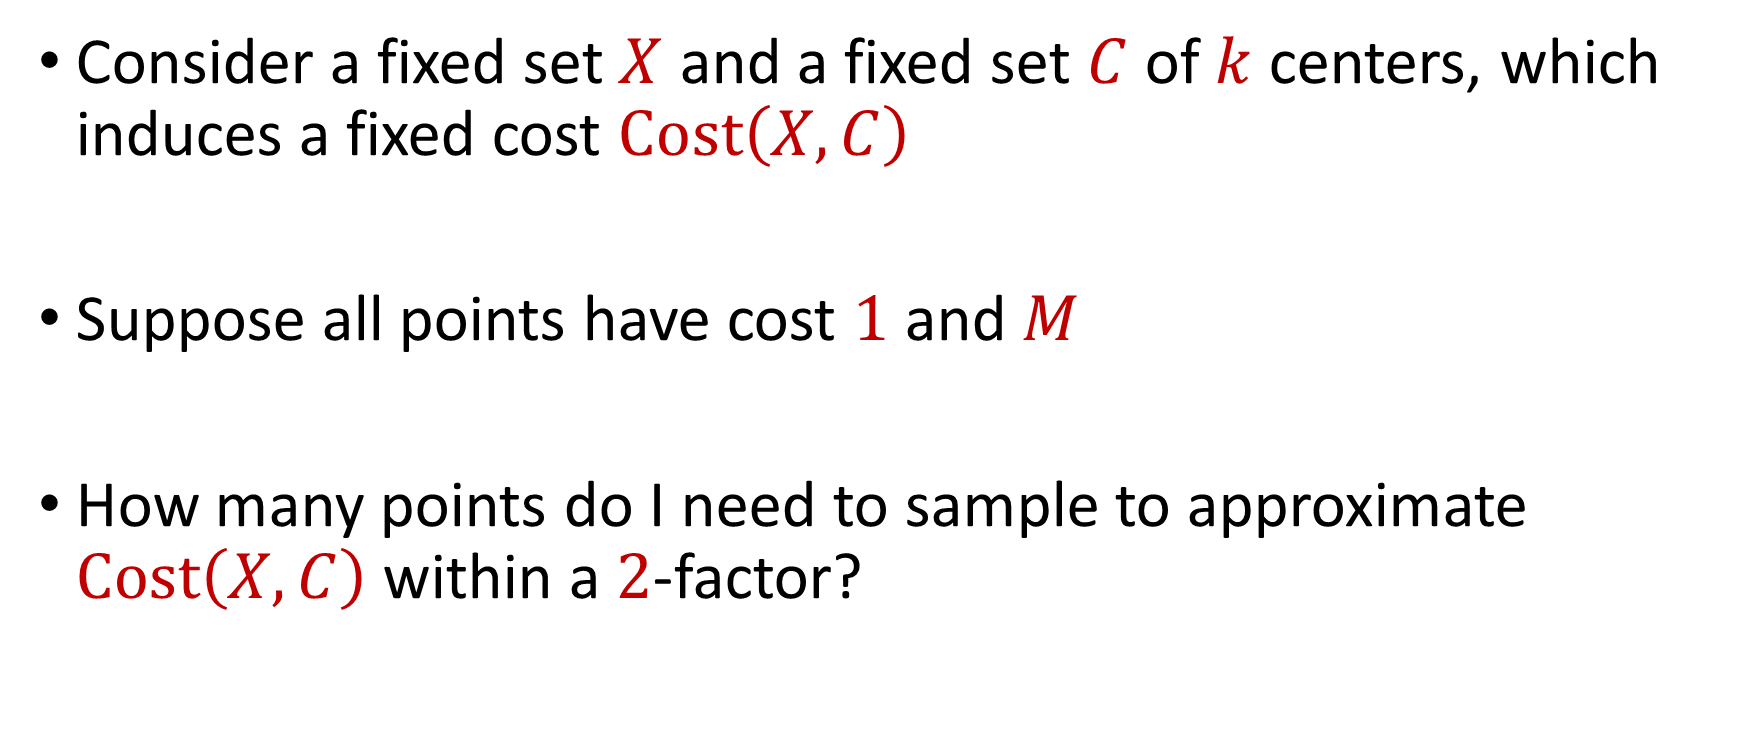 • Consider a fixed set X and a fixed set C of k centers, which
induces a fixed cost Cost(X, C)
• Suppose all points have cost 1 and M
• How many points do I need to sample to approximate
Cost(X, C) within a 2-factor?